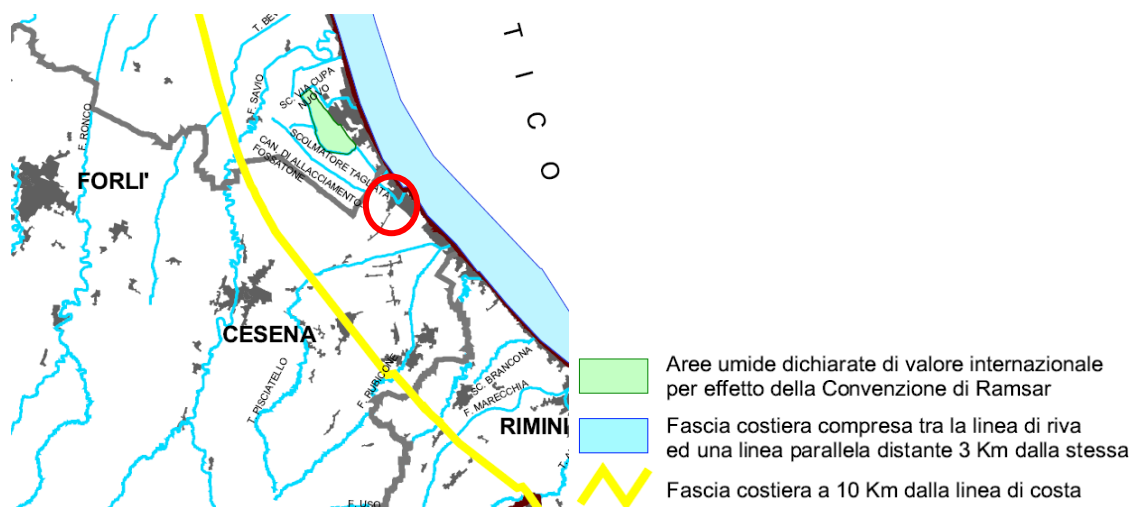 T I C O
T. BEV
F. SAVIO
SC. VIA CUPA
NUOVO
F. RONCO
SCOLMATORE TAGLIATA
CAN. DI ALLACCIAMENTO
FOSSATONE
FORLI'
CESENA
T. PISCIATELLO
F. RUBICONE
SC. BRANCONA
F. MARECCHIA
RIMINI
F. USO
Aree umide dichiarate di valore internazionale
per effetto della Convenzione di Ramsar
Fascia costiera compresa tra la linea di riva
ed una linea parallela distante 3 Km dalla stessa
Fascia costiera a 10 Km dalla linea di costa